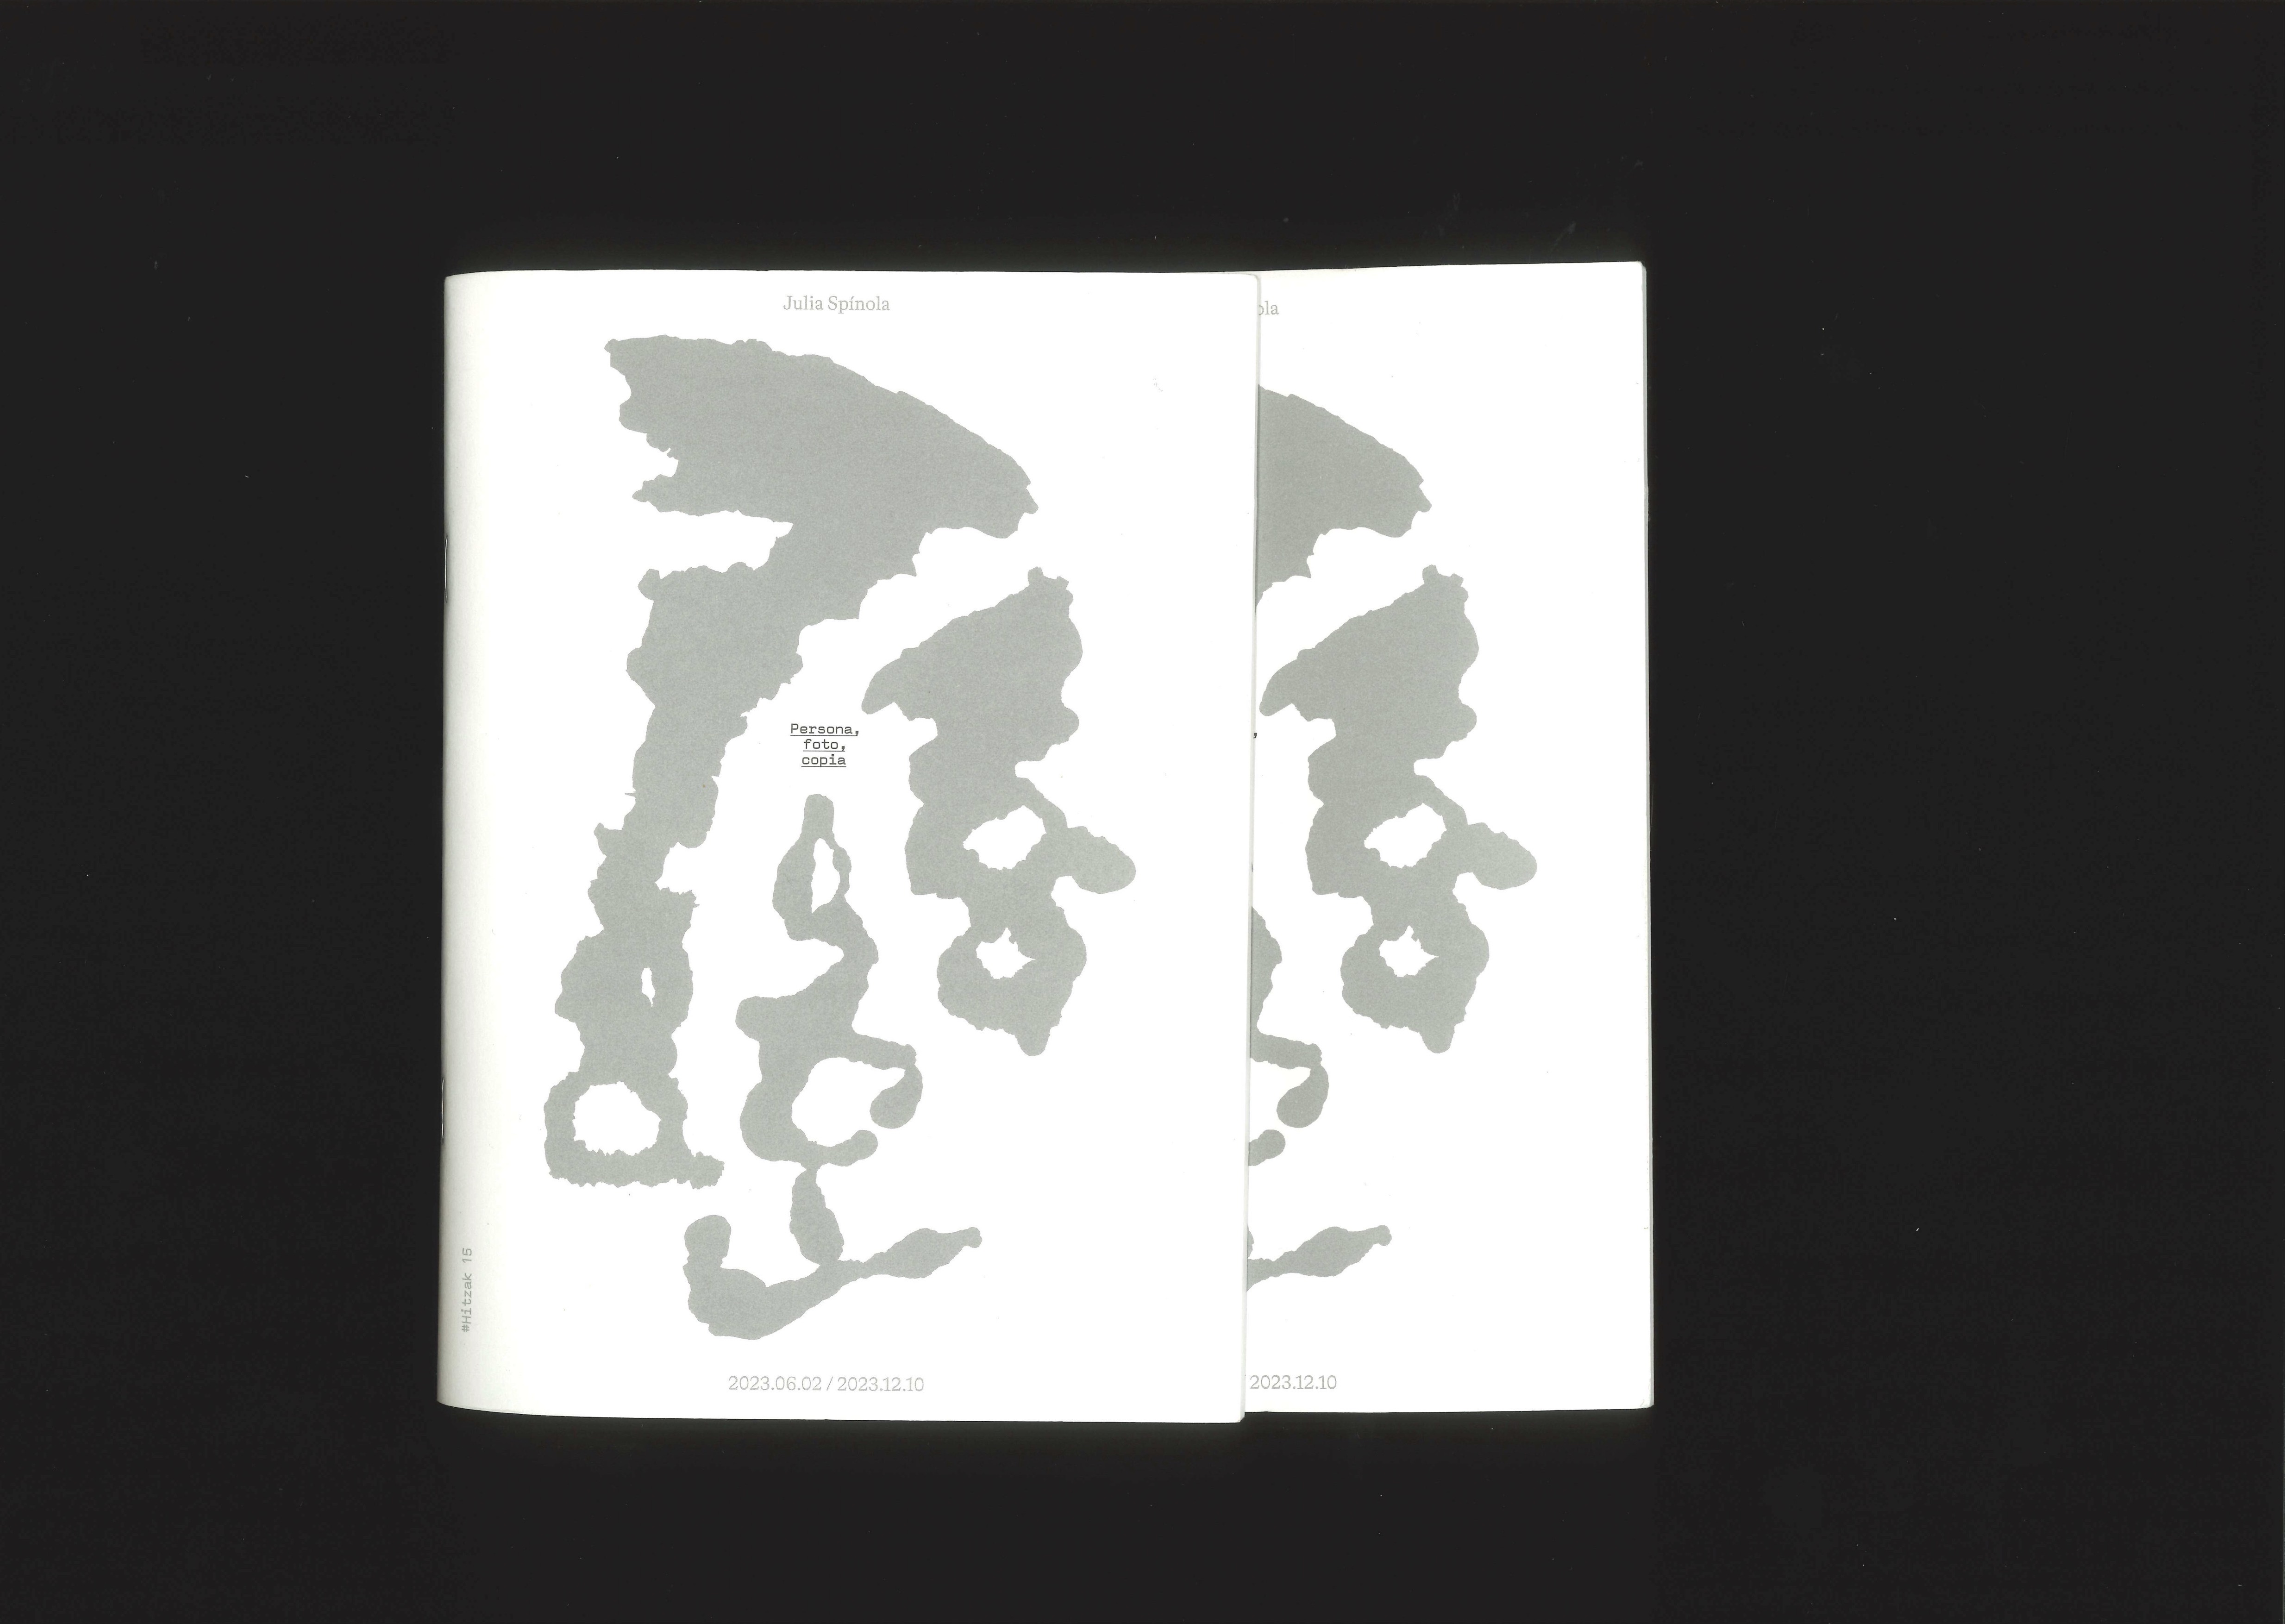 Julia Spínola
ola
Persona,
foto,
copia
,
#Hitzak 15
2023.06.02 / 2023.12.10
2023.12.10